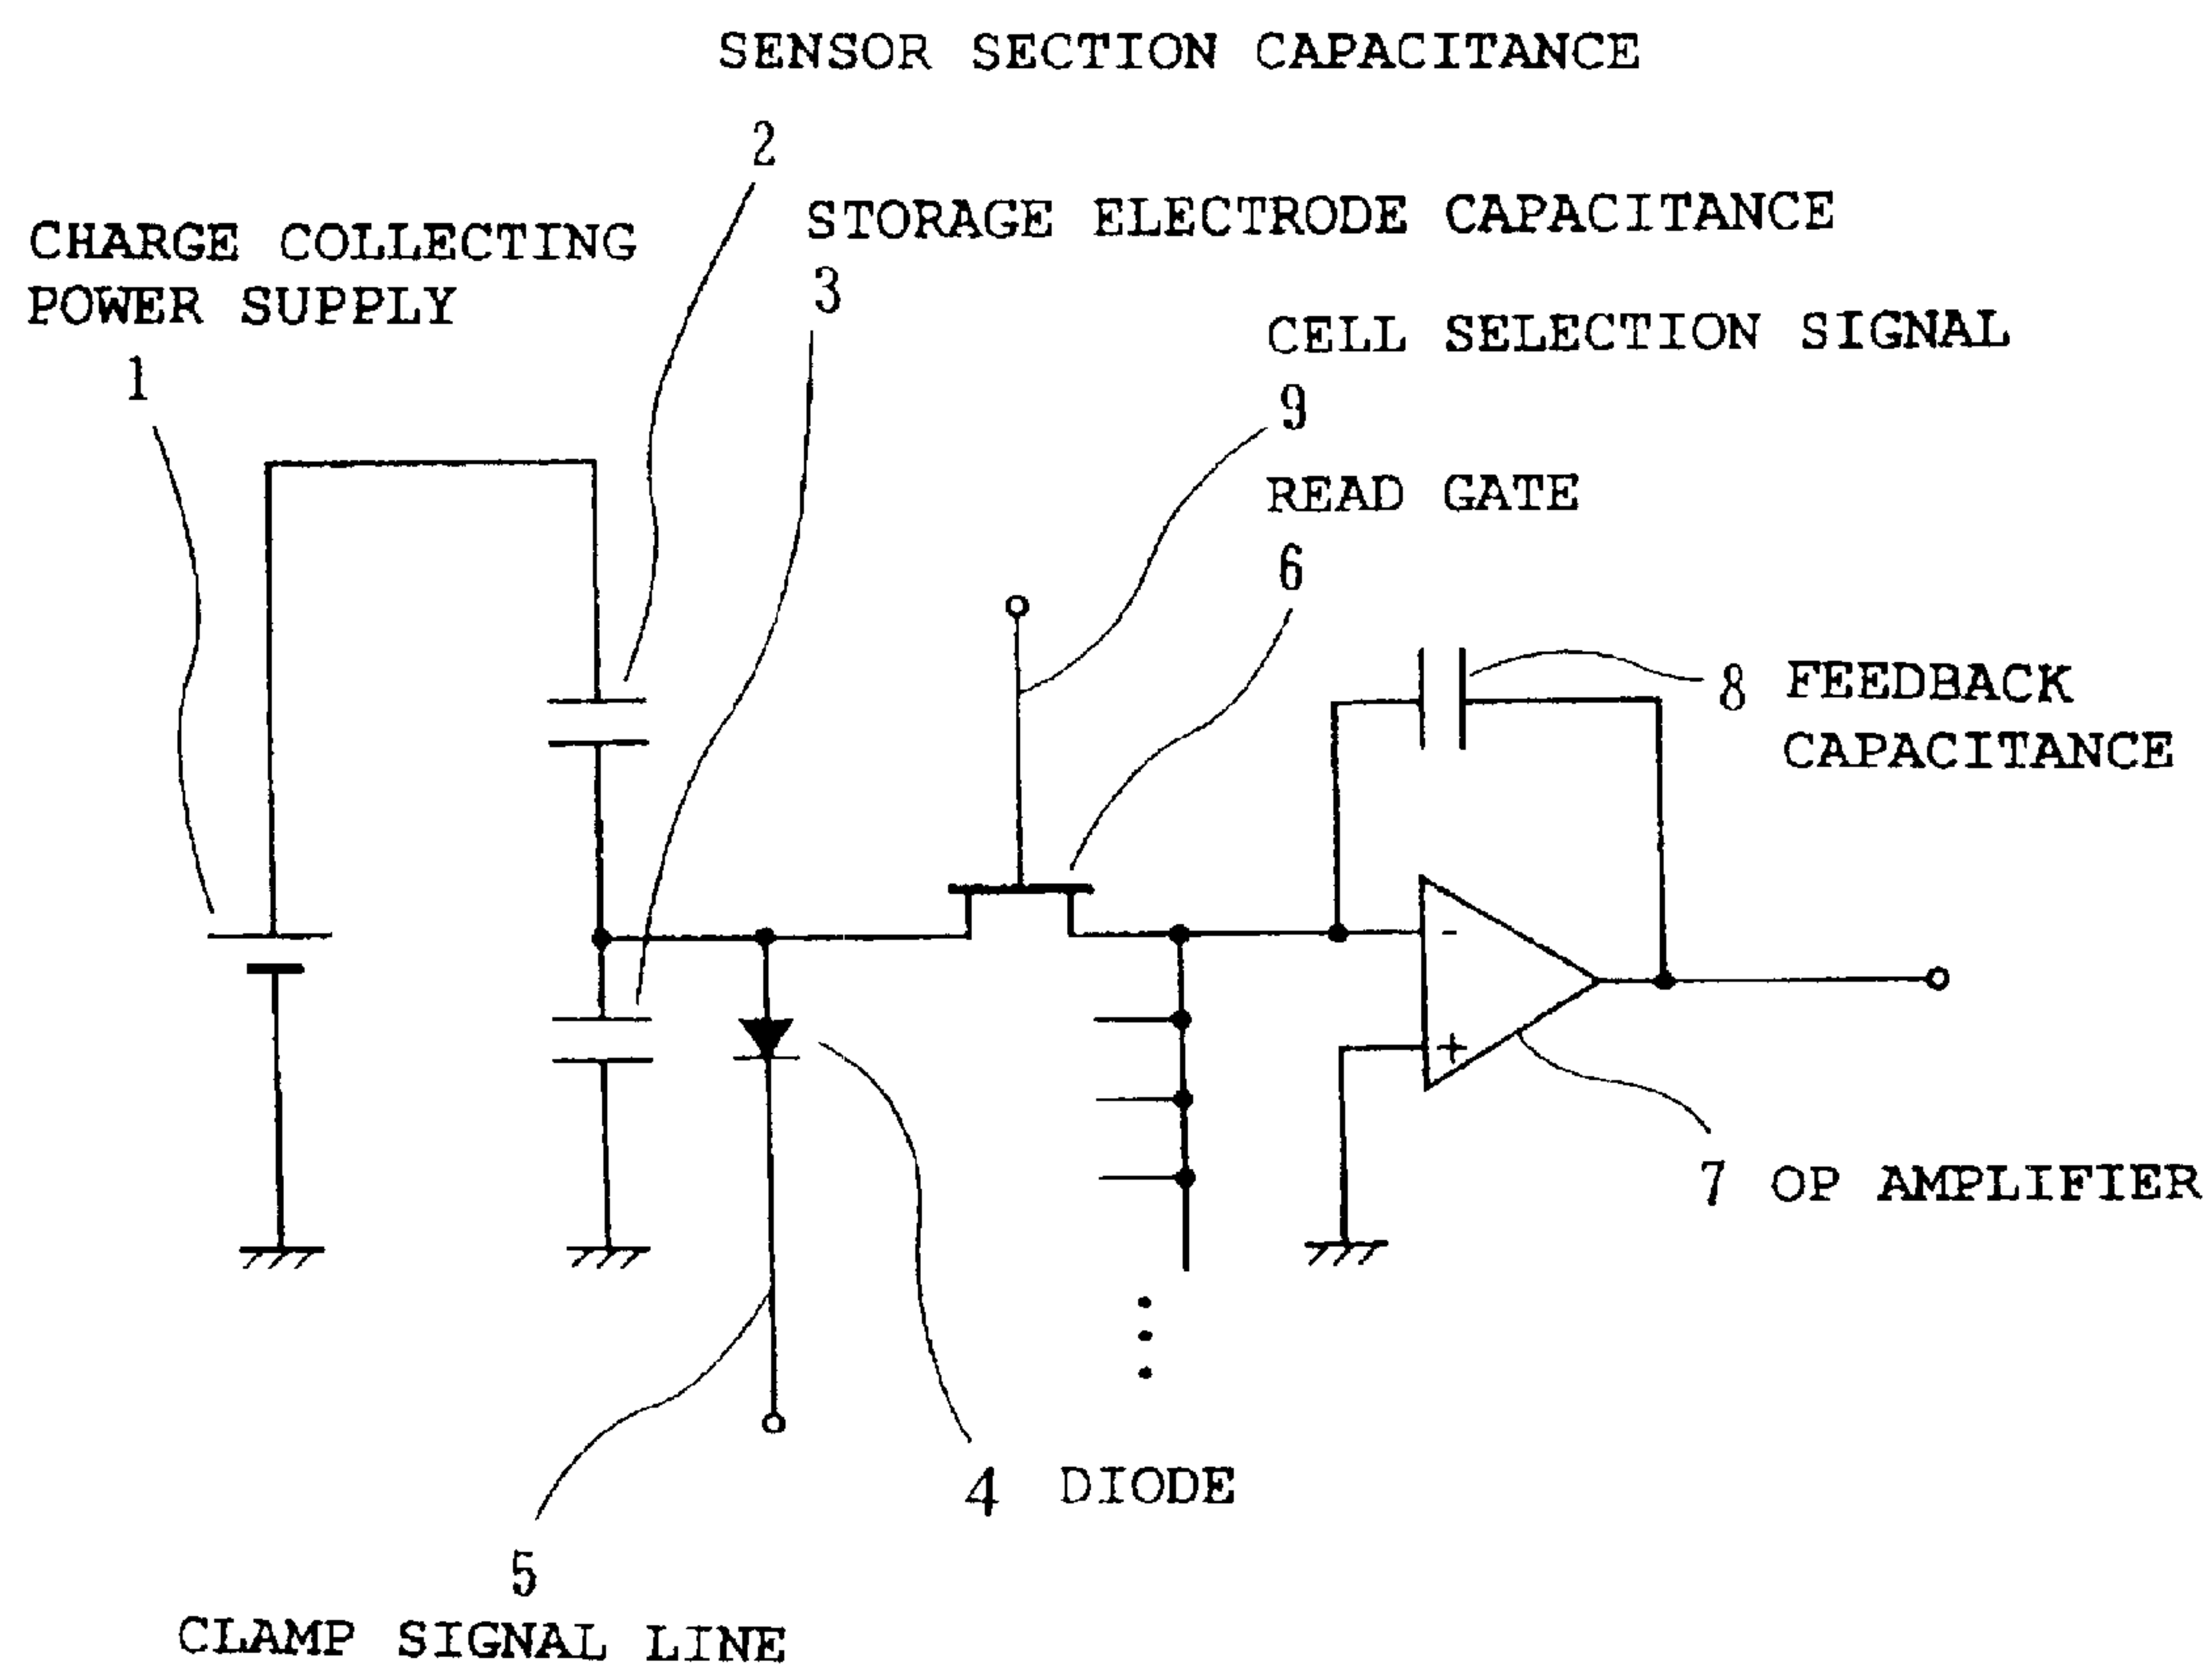 SENSOR SECTION CAPACITANCE
2
STORAGE ELECTRODE CAPACITANCE
3
CHARGE COLLECTING
POWER SUPPLY
1
CELL SELECTION SIGNAL
9
READ GATE
6
8 FEEDBACK
CAPACITANCE
-
+
7 OP AMPLIFIER
4 DIODE
5
CLAMP SIGNAL LINE